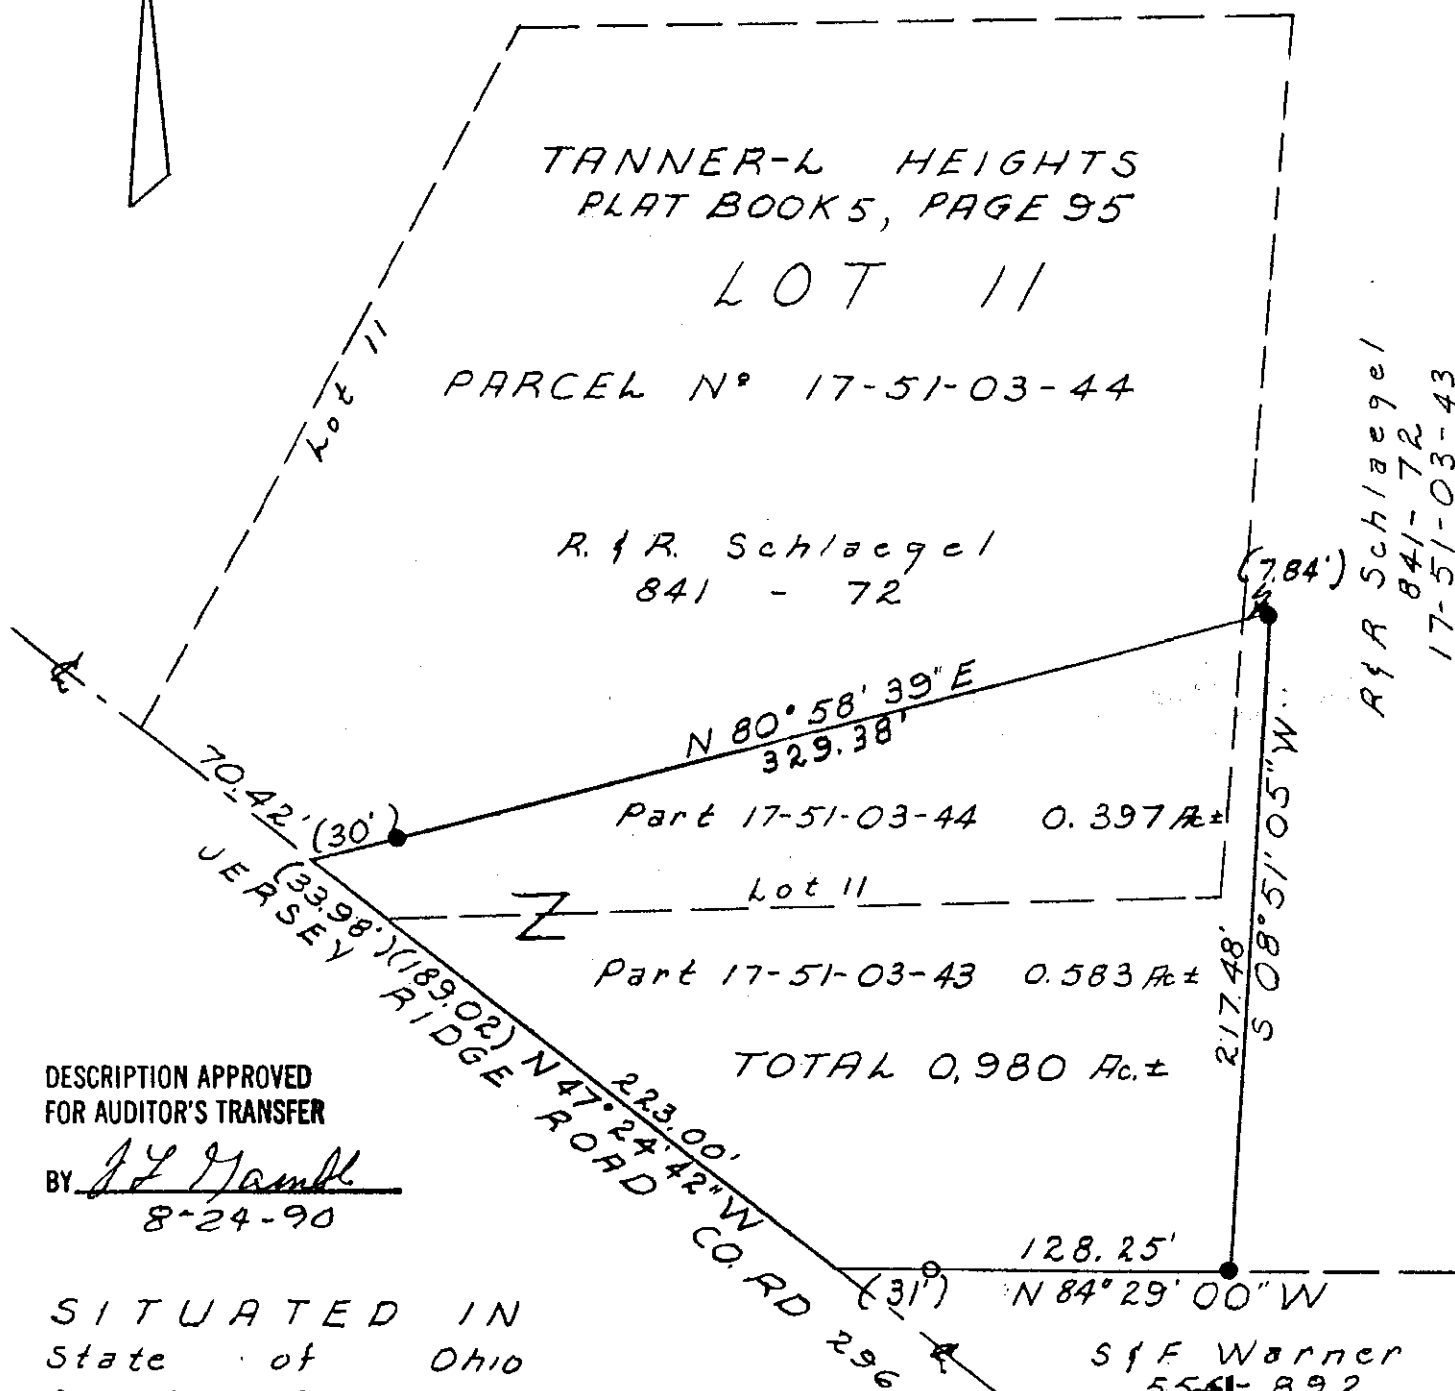 TANNER-L HEIGHTS
PLAT BOOK 5, PAGE 95
LOT 11
Lot 11
PARCEL Nº 17-51-03-44
R & R Schlaegel
841-72
17-51-03-43
R. & R. Schlaegel
841 - 72
(7.84')
N 80° 58' 39" E
329.38'
70.42'
(30')
Part 17-51-03-44 0.397 Ac±
Lot 11
(33.98')
(189.02)
JERSEY RIDGE ROAD CO. RD 296
Z
Part 17-51-03-43 0.583 Ac±
217.48'
S 08° 51' 05" W
TOTAL 0.980 Ac.±
N 47° 24' 42" W
223.00'
DESCRIPTION APPROVED
FOR AUDITOR'S TRANSFER
BY
8-24-90
128.25'
(31')
N 84° 29' 00" W
SITUATED IN
State of Ohio
S & F Warner
892